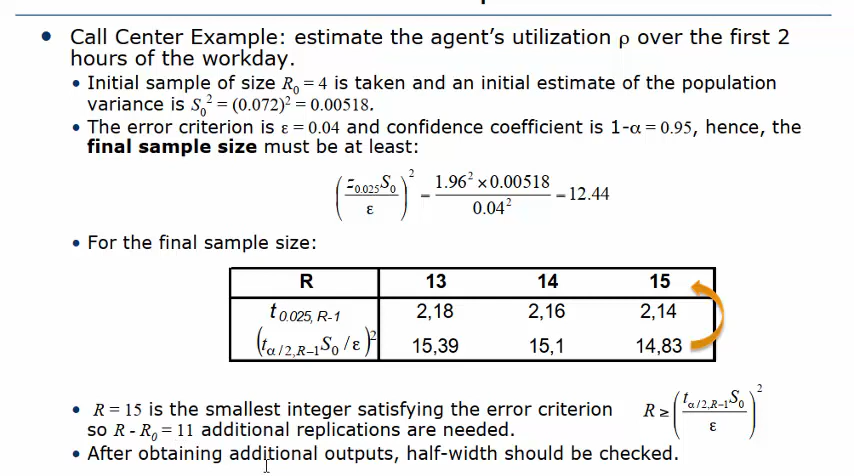 • Call Center Example: estimate the agent's utilization ρ over the first 2
hours of the workday.
• Initial sample of size R₀ = 4 is taken and an initial estimate of the population
variance is S₀² = (0.072)² = 0.00518.
• The error criterion is ε = 0.04 and confidence coefficient is 1-α = 0.95, hence, the
final sample size must be at least:
(z₀.₀₂₅S₀ / ε)² = 1.96² × 0.00518 / 0.04² = 12.44
• For the final sample size:
R 13 14 15
t 0.025, R-1 2,18 2,16 2,14
(tα/2,R−1S₀ / ε)² 15,39 15,1 14,83
• R = 15 is the smallest integer satisfying the error criterion R ≥ (tα/2,R−1S₀ / ε)²
so R - R₀ = 11 additional replications are needed.
• After obtaining additional outputs, half-width should be checked.